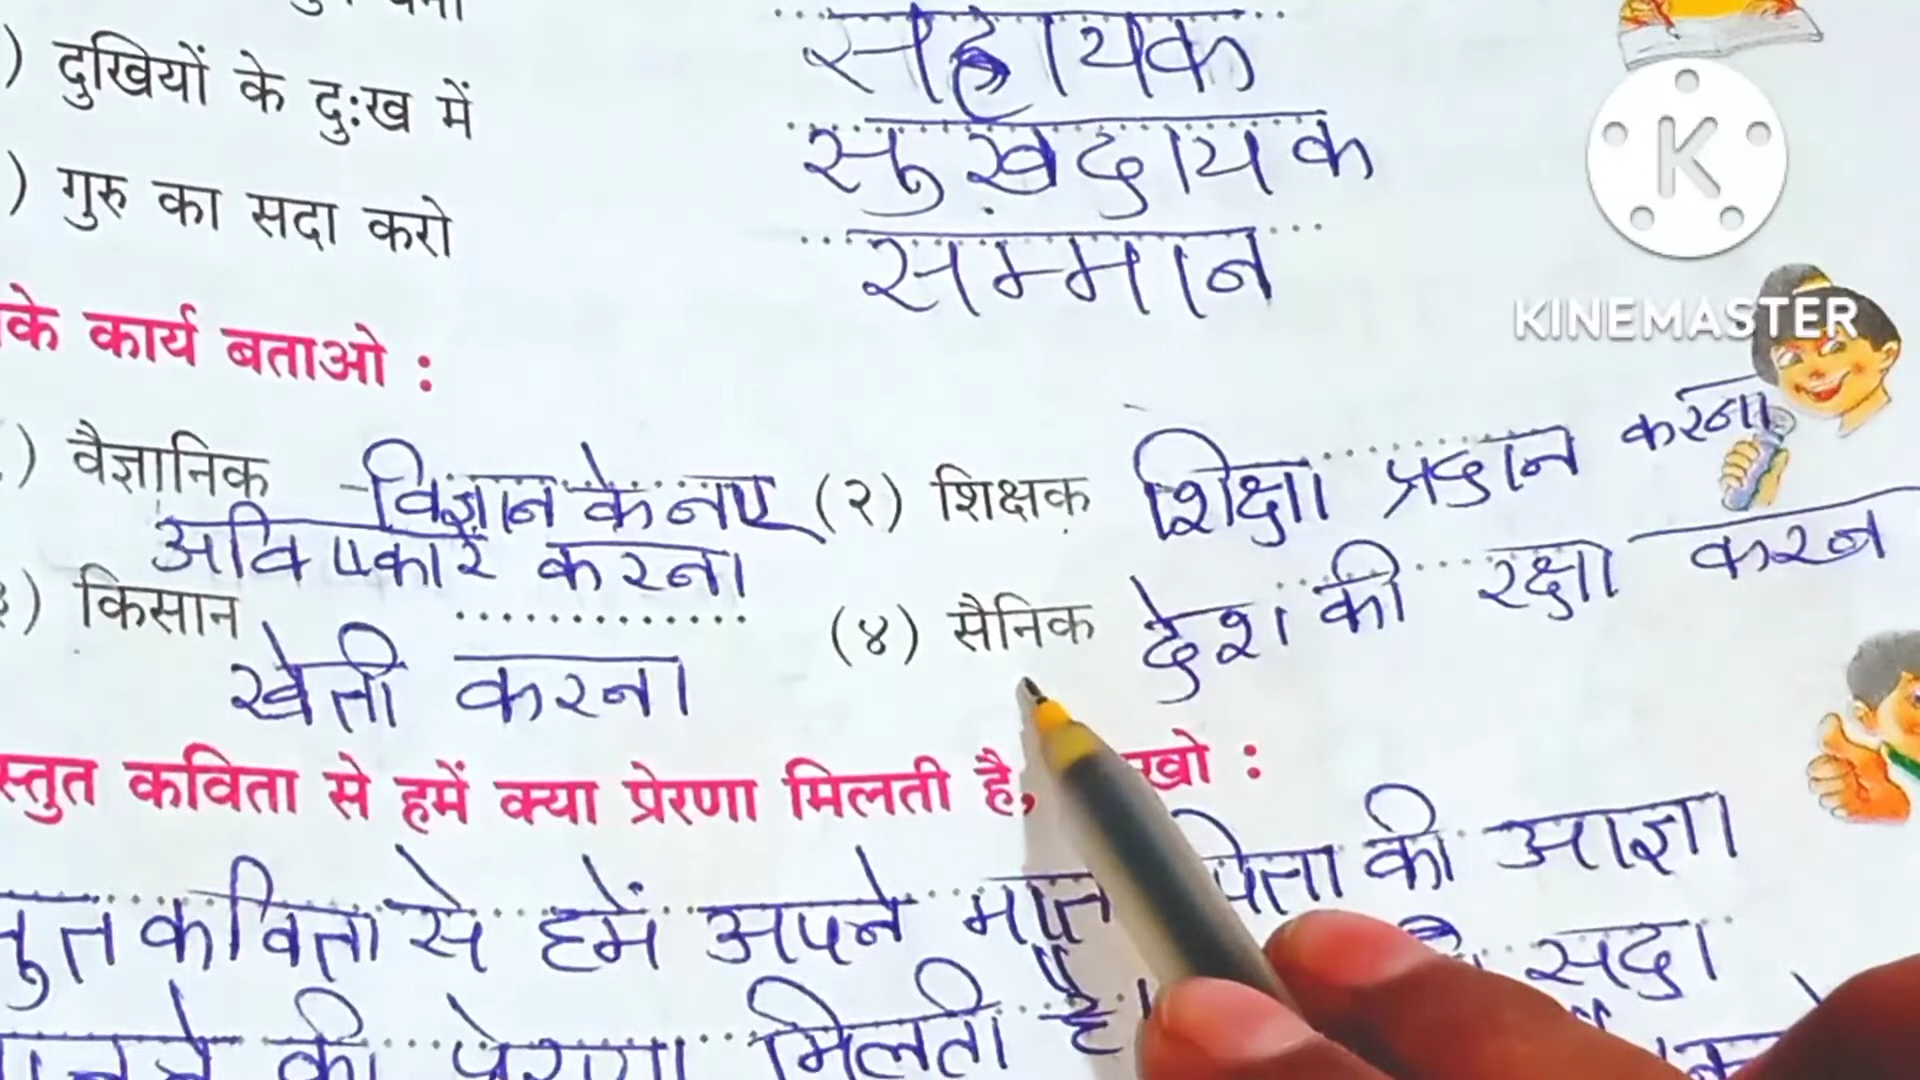 सहायक
) दुखियों के दुःख में
सुखदायक
) गुरु का सदा करो
सम्मान
के कार्य बताओ :
) वैज्ञानिक - विज्ञान के नए (२) शिक्षक शिक्षा प्रदान करना
अविष्कार करना
) किसान (४) सैनिक देश की रक्षा करन
खेती करना
स्तुत कविता से हमें क्या प्रेरणा मिलती है, खो :
तुत कविता से हमें अपने मात पिता की आज्ञा
सदा
की प्रेरणा मिलती है।
K
KINEMASTER